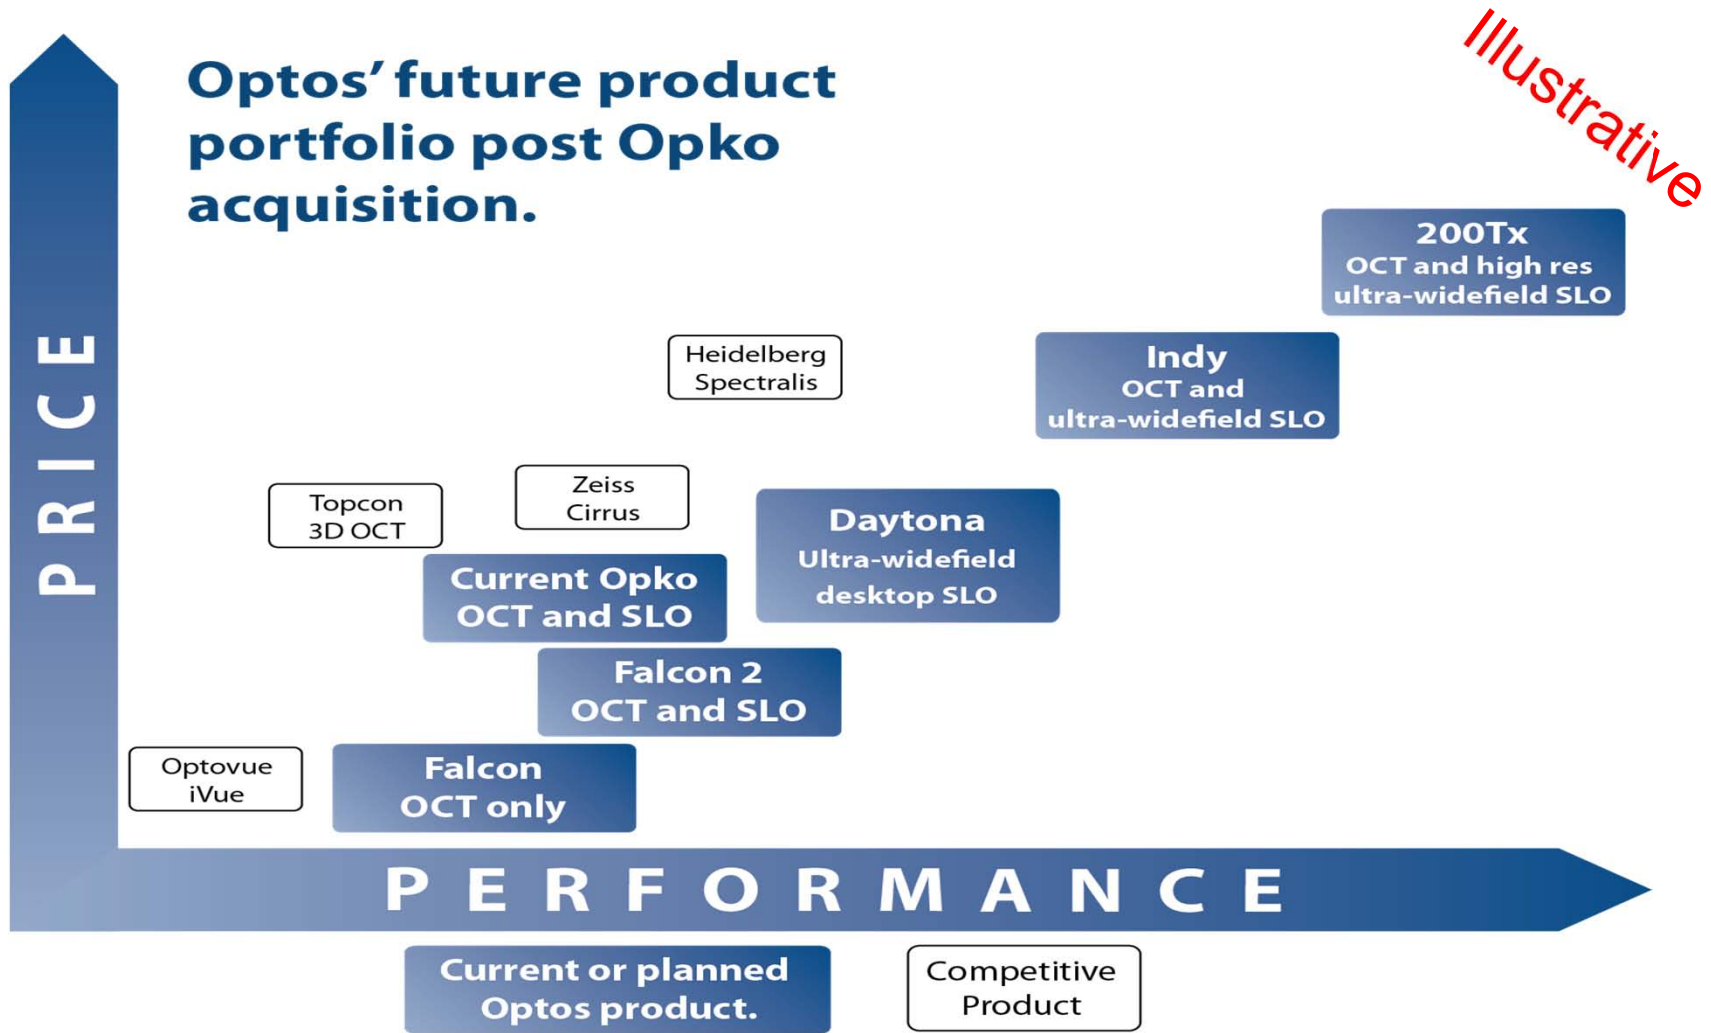 Optos' future product
portfolio post Opko
acquisition.
Illustrative
200Tx
OCT and high res
ultra-widefield SLO
Heidelberg
Spectralis
Indy
OCT and
ultra-widefield SLO
Topcon
3D OCT
Zeiss
Cirrus
Daytona
Ultra-widefield
desktop SLO
Current Opko
OCT and SLO
Falcon 2
OCT and SLO
Optovue
iVue
Falcon
OCT only
PRICE
PERFORMANCE
Current or planned
Optos product.
Competitive
Product